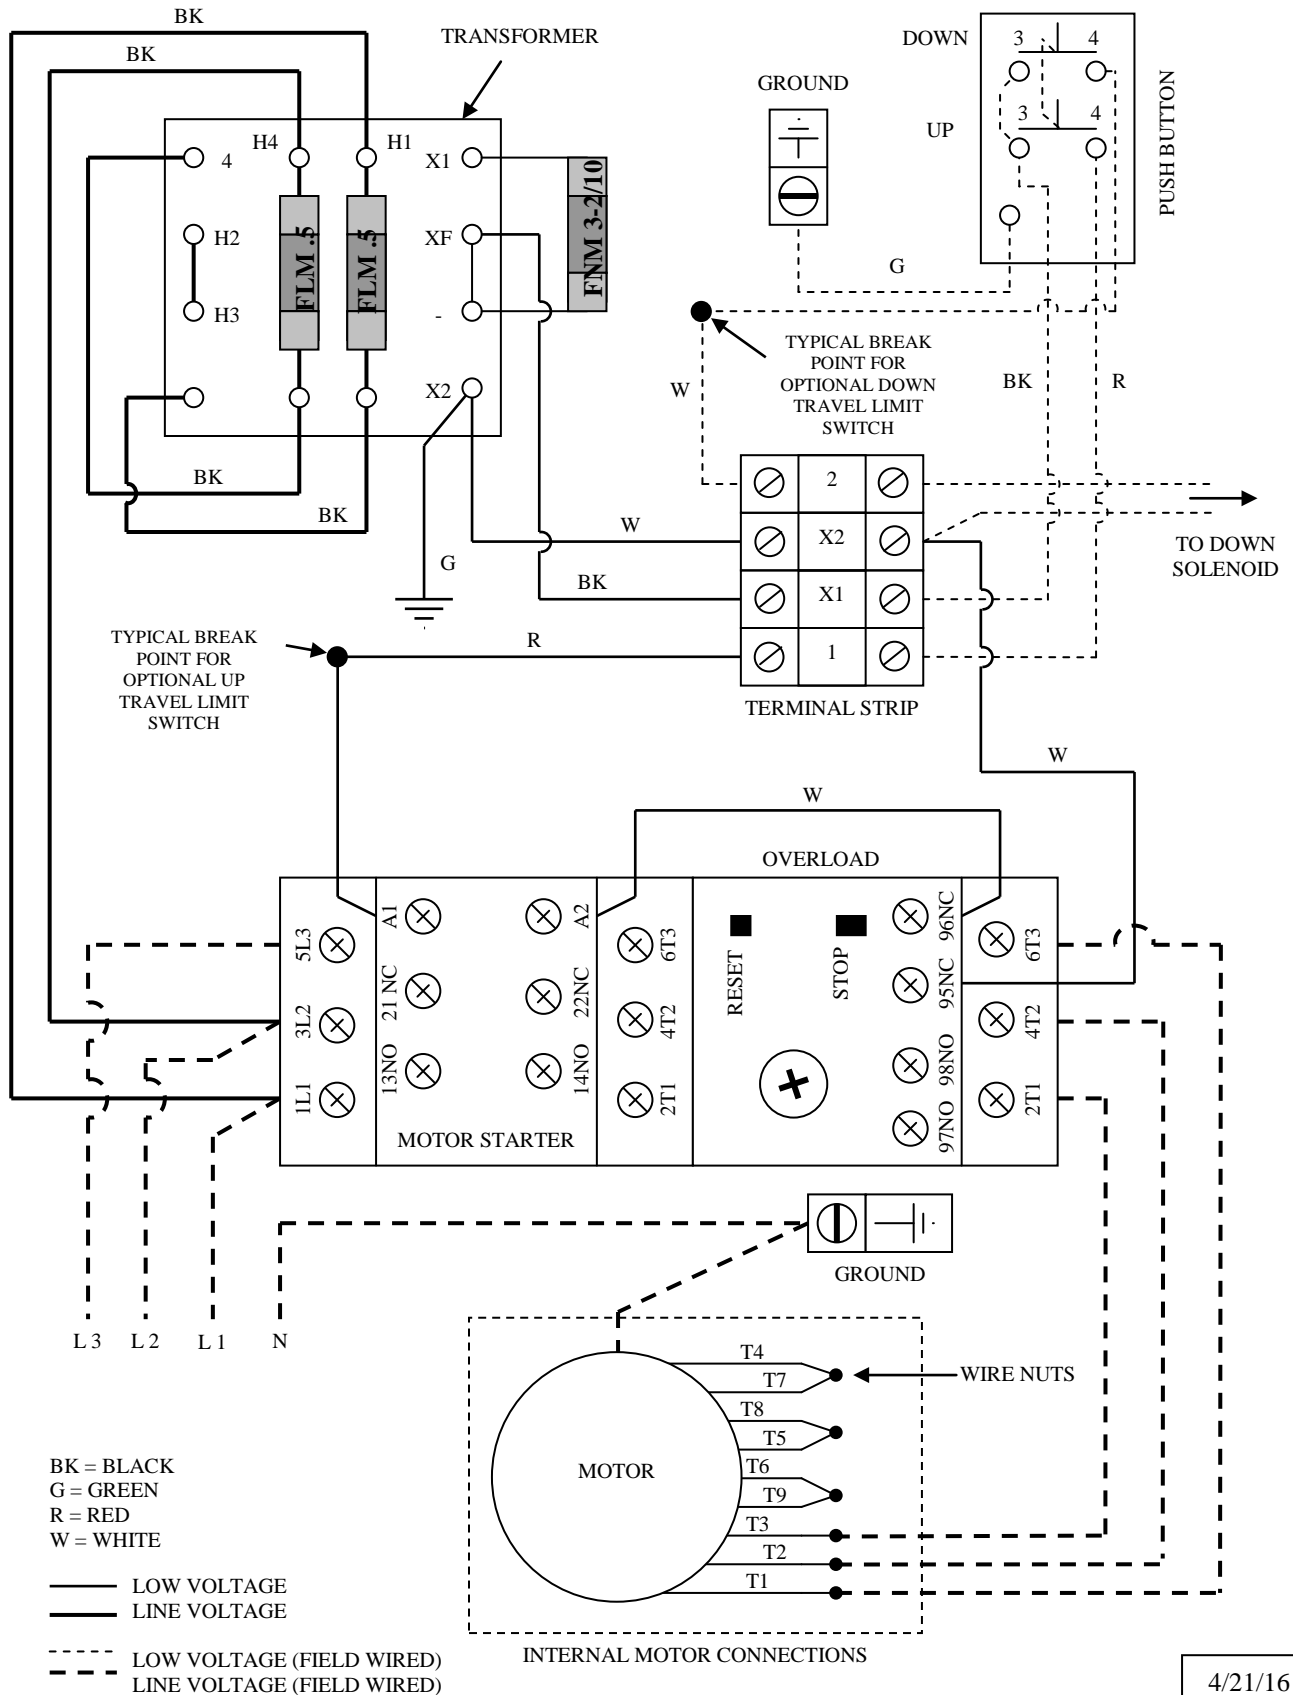 BK
BK
TRANSFORMER
DOWN
3
4
GROUND
UP
3
4
PUSH BUTTON
4
H4
H1
X1
H2
XF
H3
-
X2
FLM .5
FLM .5
FNM 3-2/10
G
TYPICAL BREAK
POINT FOR
OPTIONAL DOWN
TRAVEL LIMIT
SWITCH
W
BK
R
BK
BK
W
G
BK
2
X2
X1
1
TO DOWN
SOLENOID
TYPICAL BREAK
POINT FOR
OPTIONAL UP
TRAVEL LIMIT
SWITCH
R
TERMINAL STRIP
W
W
OVERLOAD
5L3
3L2
1L1
A1
21 NC
13NO
A2
22NC
14NO
6T3
4T2
2T1
RESET
STOP
96NC
95NC
98NO
97NO
6T3
4T2
2T1
MOTOR STARTER
GROUND
L 3
L 2
L 1
N
T4
T7
T8
T5
T6
T9
T3
T2
T1
WIRE NUTS
MOTOR
INTERNAL MOTOR CONNECTIONS
BK = BLACK
G = GREEN
R = RED
W = WHITE
LOW VOLTAGE
LINE VOLTAGE
LOW VOLTAGE (FIELD WIRED)
LINE VOLTAGE (FIELD WIRED)
4/21/16